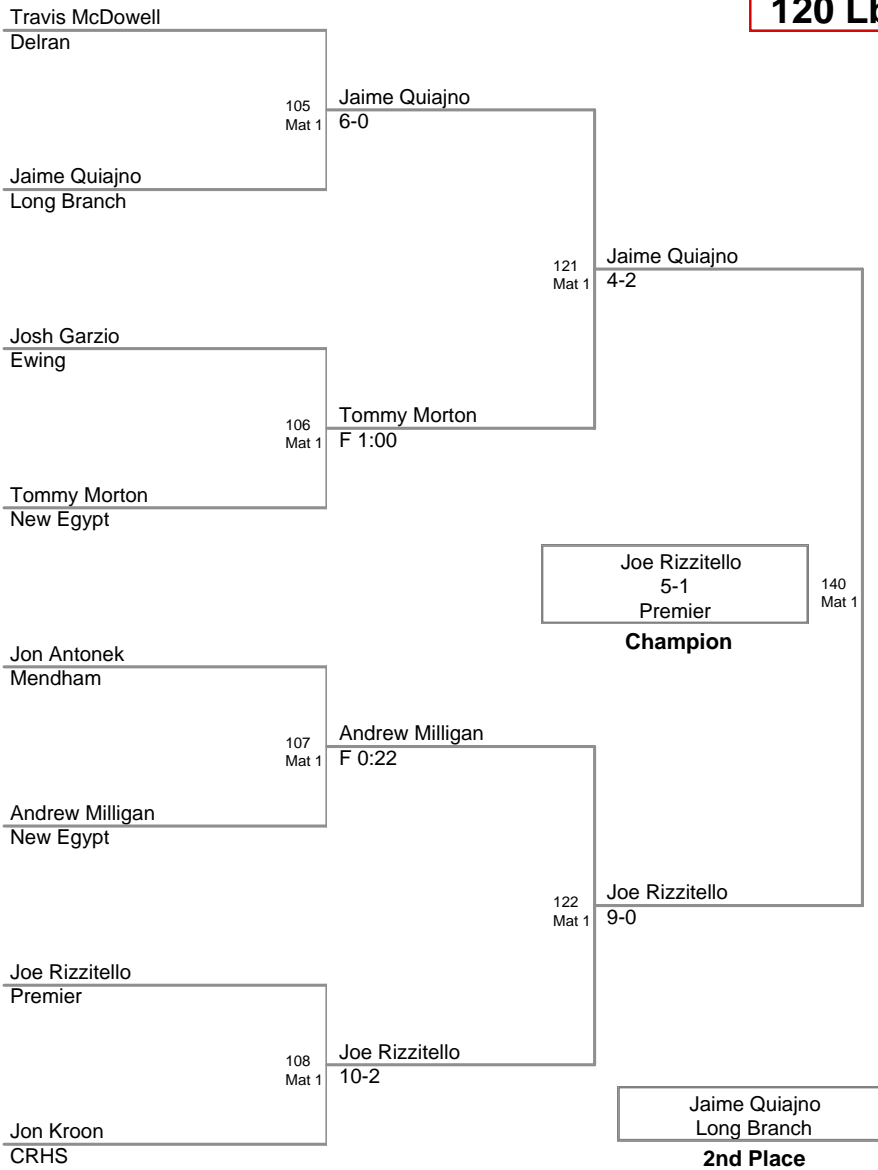 120 Lb
Travis McDowell
Delran
105
Mat 1
Jaime Quiajno
6-0
Jaime Quiajno
Long Branch
121
Mat 1
Jaime Quiajno
4-2
Josh Garzio
Ewing
106
Mat 1
Tommy Morton
F 1:00
Tommy Morton
New Egypt
Joe Rizzitello
5-1
Premier
Champion
140
Mat 1
Jon Antonek
Mendham
107
Mat 1
Andrew Milligan
F 0:22
Andrew Milligan
New Egypt
122
Mat 1
Joe Rizzitello
9-0
Joe Rizzitello
Premier
108
Mat 1
Joe Rizzitello
10-2
Jon Kroon
CRHS
Jaime Quiajno
Long Branch
2nd Place